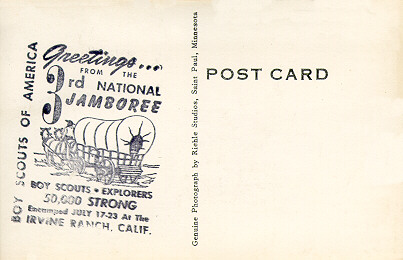 BOY SCOUTS OF AMERICA
Greetings...
FROM THE
3rd NATIONAL
JAMBOREE
BOY SCOUTS • EXPLORERS
50,000 STRONG
Encamped JULY 17-23 At The
IRVINE RANCH, CALIF.
Genuine Photograph by Riehle Studios, Saint Paul, Minnesota
POST CARD